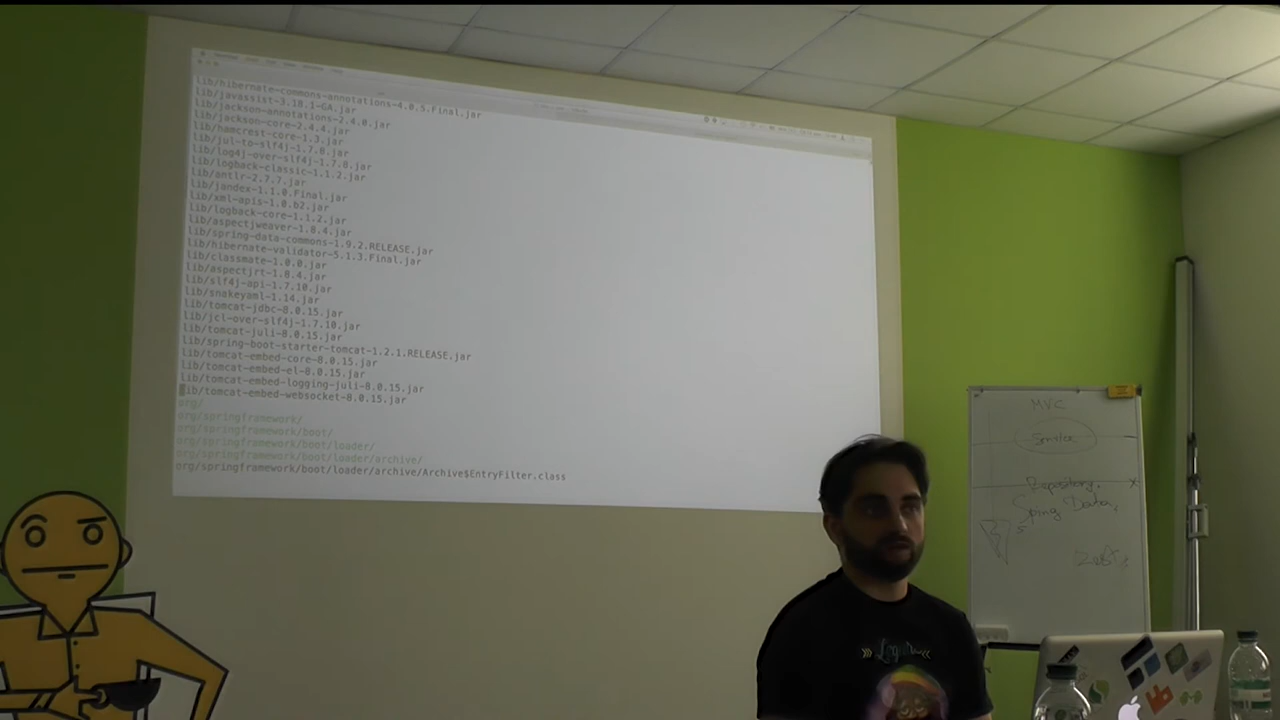 lib/hibernate-commons-annotations-4.0.5.Final.jar
lib/javassist-3.18.1-GA.jar
lib/jackson-annotations-2.4.0.jar
lib/jackson-core-2.4.4.jar
lib/hamcrest-core-1.3.jar
lib/jul-to-slf4j-1.7.8.jar
lib/log4j-over-slf4j-1.7.8.jar
lib/logback-classic-1.1.2.jar
lib/antlr-2.7.7.jar
lib/jandex-1.1.0.Final.jar
lib/xml-apis-1.0.b2.jar
lib/logback-core-1.1.2.jar
lib/aspectjweaver-1.8.4.jar
lib/spring-data-commons-1.9.2.RELEASE.jar
lib/hibernate-validator-5.1.3.Final.jar
lib/classmate-1.0.0.jar
lib/aspectjrt-1.8.4.jar
lib/slf4j-api-1.7.10.jar
lib/snakeyaml-1.14.jar
lib/tomcat-jdbc-8.0.15.jar
lib/jcl-over-slf4j-1.7.10.jar
lib/tomcat-juli-8.0.15.jar
lib/spring-boot-starter-tomcat-1.2.1.RELEASE.jar
lib/tomcat-embed-core-8.0.15.jar
lib/tomcat-embed-el-8.0.15.jar
lib/tomcat-embed-logging-juli-8.0.15.jar
lib/tomcat-embed-websocket-8.0.15.jar
org/
org/springframework/
org/springframework/boot/
org/springframework/boot/loader/
org/springframework/boot/loader/archive/
org/springframework/boot/loader/archive/Archive$EntryFilter.class
MVC
Service
Repository
Spring Data